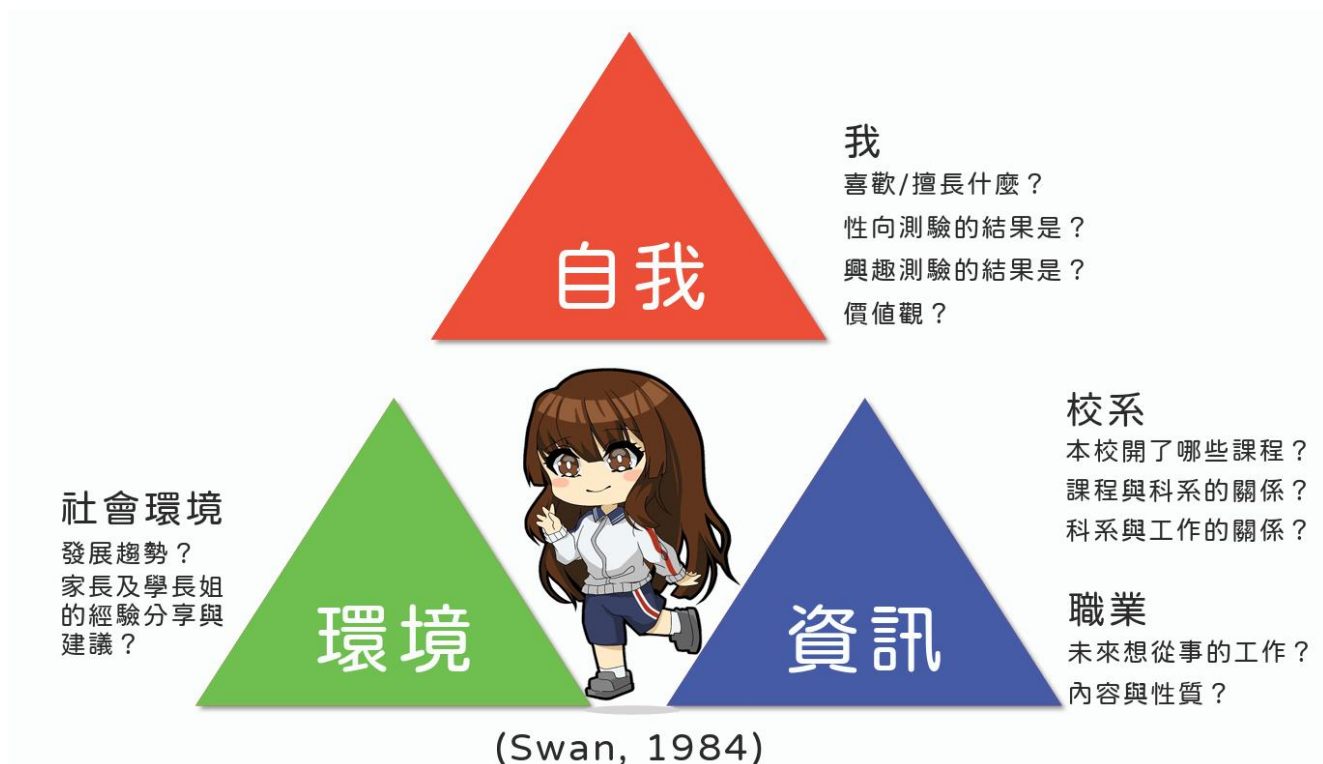 自我
我
喜歡/擅長什麼？
性向測驗的結果是？
興趣測驗的結果是？
價值觀？
環境
社會環境
發展趨勢？
家長及學長姐
的經驗分享與
建議？
資訊
校系
本校開了哪些課程？
課程與科系的關係？
科系與工作的關係？
職業
未來想從事的工作？
內容與性質？
(Swan, 1984)